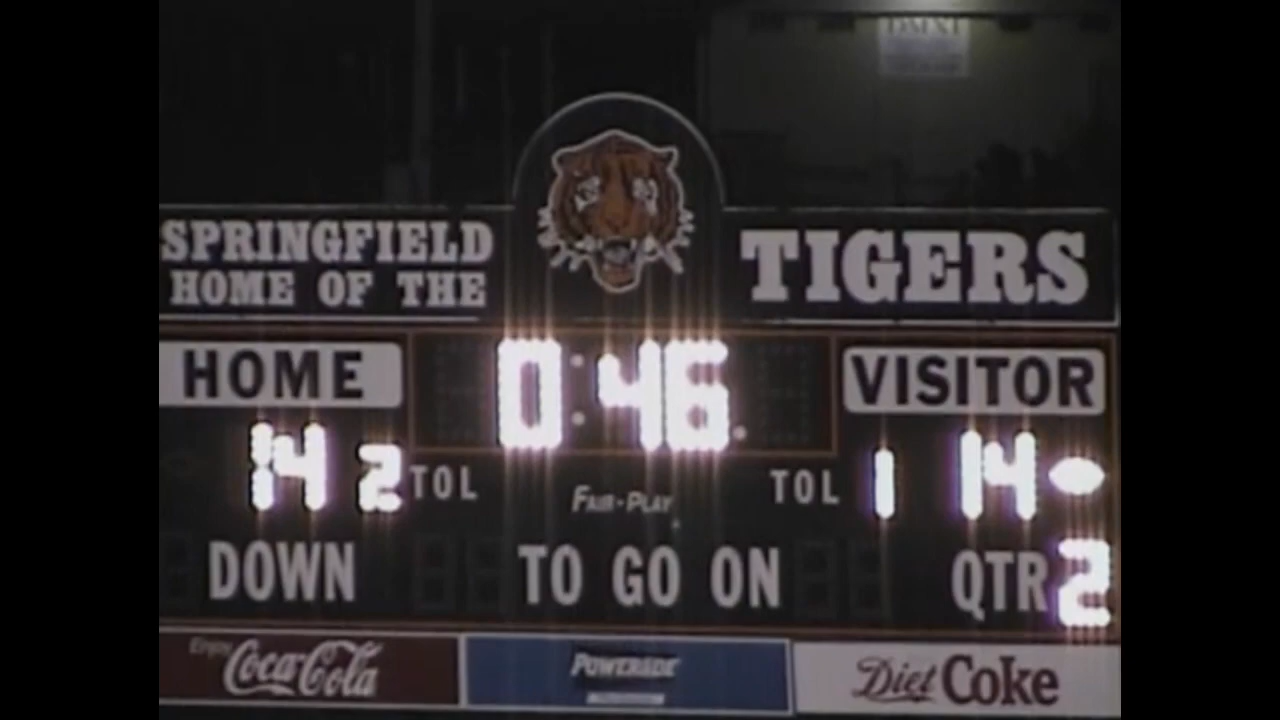 SPRINGFIELD
HOME OF THE
TIGERS
HOME
0:46
VISITOR
14 2 TOL
FAIR-PLAY
TOL 1 14
DOWN
TO GO ON
QTR 2
Enjoy
Coca-Cola
POWERADE
Diet Coke